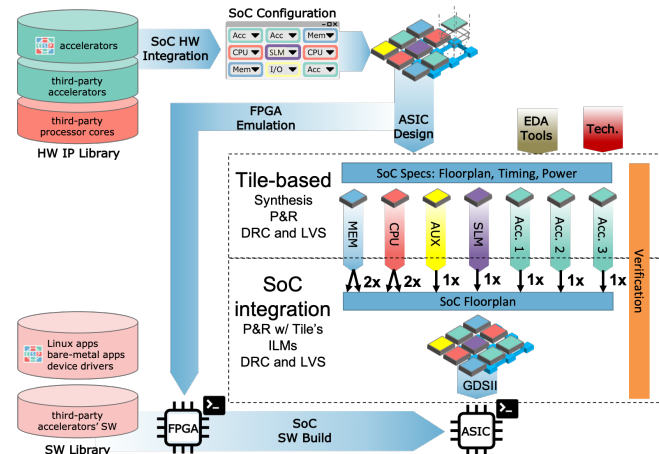 SoC Configuration
Acc Acc Mem
CPU SLM CPU
Mem I/O Acc
ESP accelerators
third-party
accelerators
third-party
processor cores
HW IP Library
SoC HW
Integration
FPGA
Emulation
ASIC
Design
EDA
Tools
Tech.
SoC Specs: Floorplan, Timing, Power
Tile-based
Synthesis
P&R
DRC and LVS
MEM
CPU
AUX
SLM
Acc. 1
Acc. 2
Acc. 3
2x 2x 1x 1x 1x 1x 1x
Verification
SoC
integration
P&R w/ Tile's
ILMs
DRC and LVS
SoC Floorplan
GDSII
ESP
Linux apps
bare-metal apps
device drivers
third-party
accelerators' SW
SW Library
FPGA
SoC
SW Build
ASIC